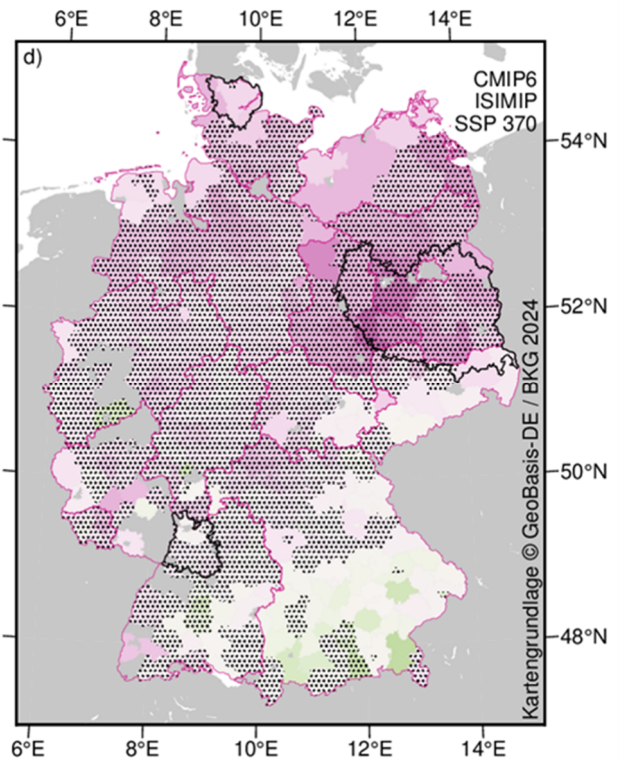 6°E 8°E 10°E 12°E 14°E
d)
CMIP6
ISIMIP
SSP 370
54°N
52°N
50°N
48°N
Kartengrundlage © GeoBasis-DE / BKG 2024
6°E 8°E 10°E 12°E 14°E